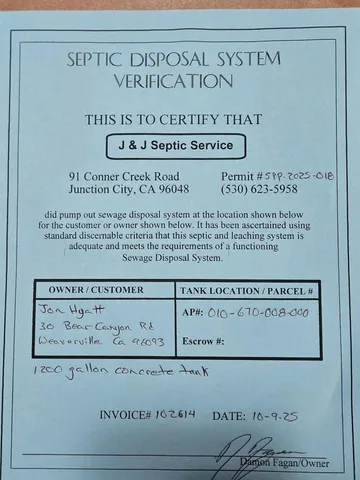 SEPTIC DISPOSAL SYSTEM
VERIFICATION
THIS IS TO CERTIFY THAT
J & J Septic Service
91 Conner Creek Road Permit #SPP-2025-018
Junction City, CA 96048 (530) 623-5958
did pump out sewage disposal system at the location shown below
for the customer or owner shown below. It has been ascertained using
standard discernable criteria that this septic and leaching system is
adequate and meets the requirements of a functioning
Sewage Disposal System.
OWNER / CUSTOMER TANK LOCATION / PARCEL #
Jon Hyatt AP#: 010-670-008-000
30 Bear Canyon Rd
Weaverville Ca 96093 Escrow #:
1200 gallon concrete tank
INVOICE# 102614 DATE: 10-9-25
Damon Fagan/Owner